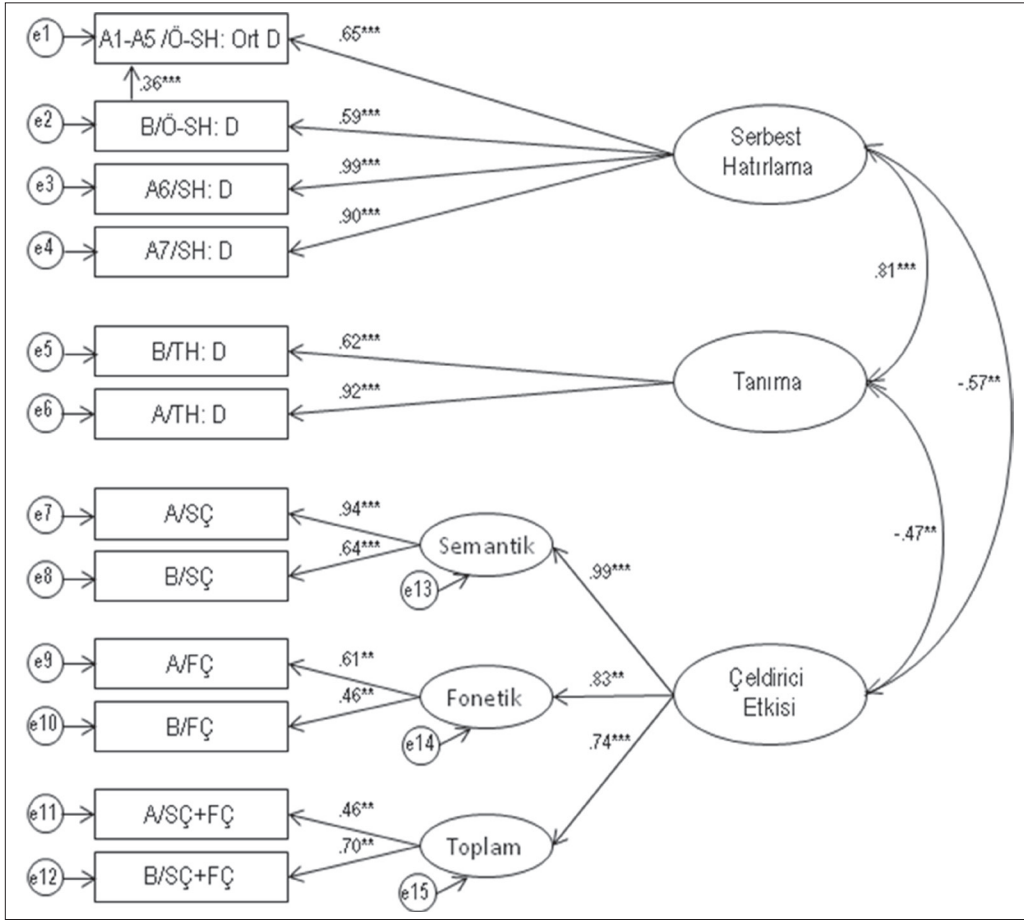 e1
A1-A5 /Ö-SH: Ort D
.65***
.36***
e2
B/Ö-SH: D
.59***
Serbest
Hatırlama
e3
A6/SH: D
.99***
e4
A7/SH: D
.90***
.81***
e5
B/TH: D
.62***
Tanıma
-.57**
e6
A/TH: D
.92***
e7
A/SÇ
.94***
Semantik
-.47**
e8
B/SÇ
.64***
e13
.99***
e9
A/FÇ
.61**
Fonetik
.83**
Çeldirici
Etkisi
e10
B/FÇ
.46**
e14
.74***
e11
A/SÇ+FÇ
.46**
Toplam
e12
B/SÇ+FÇ
.70**
e15